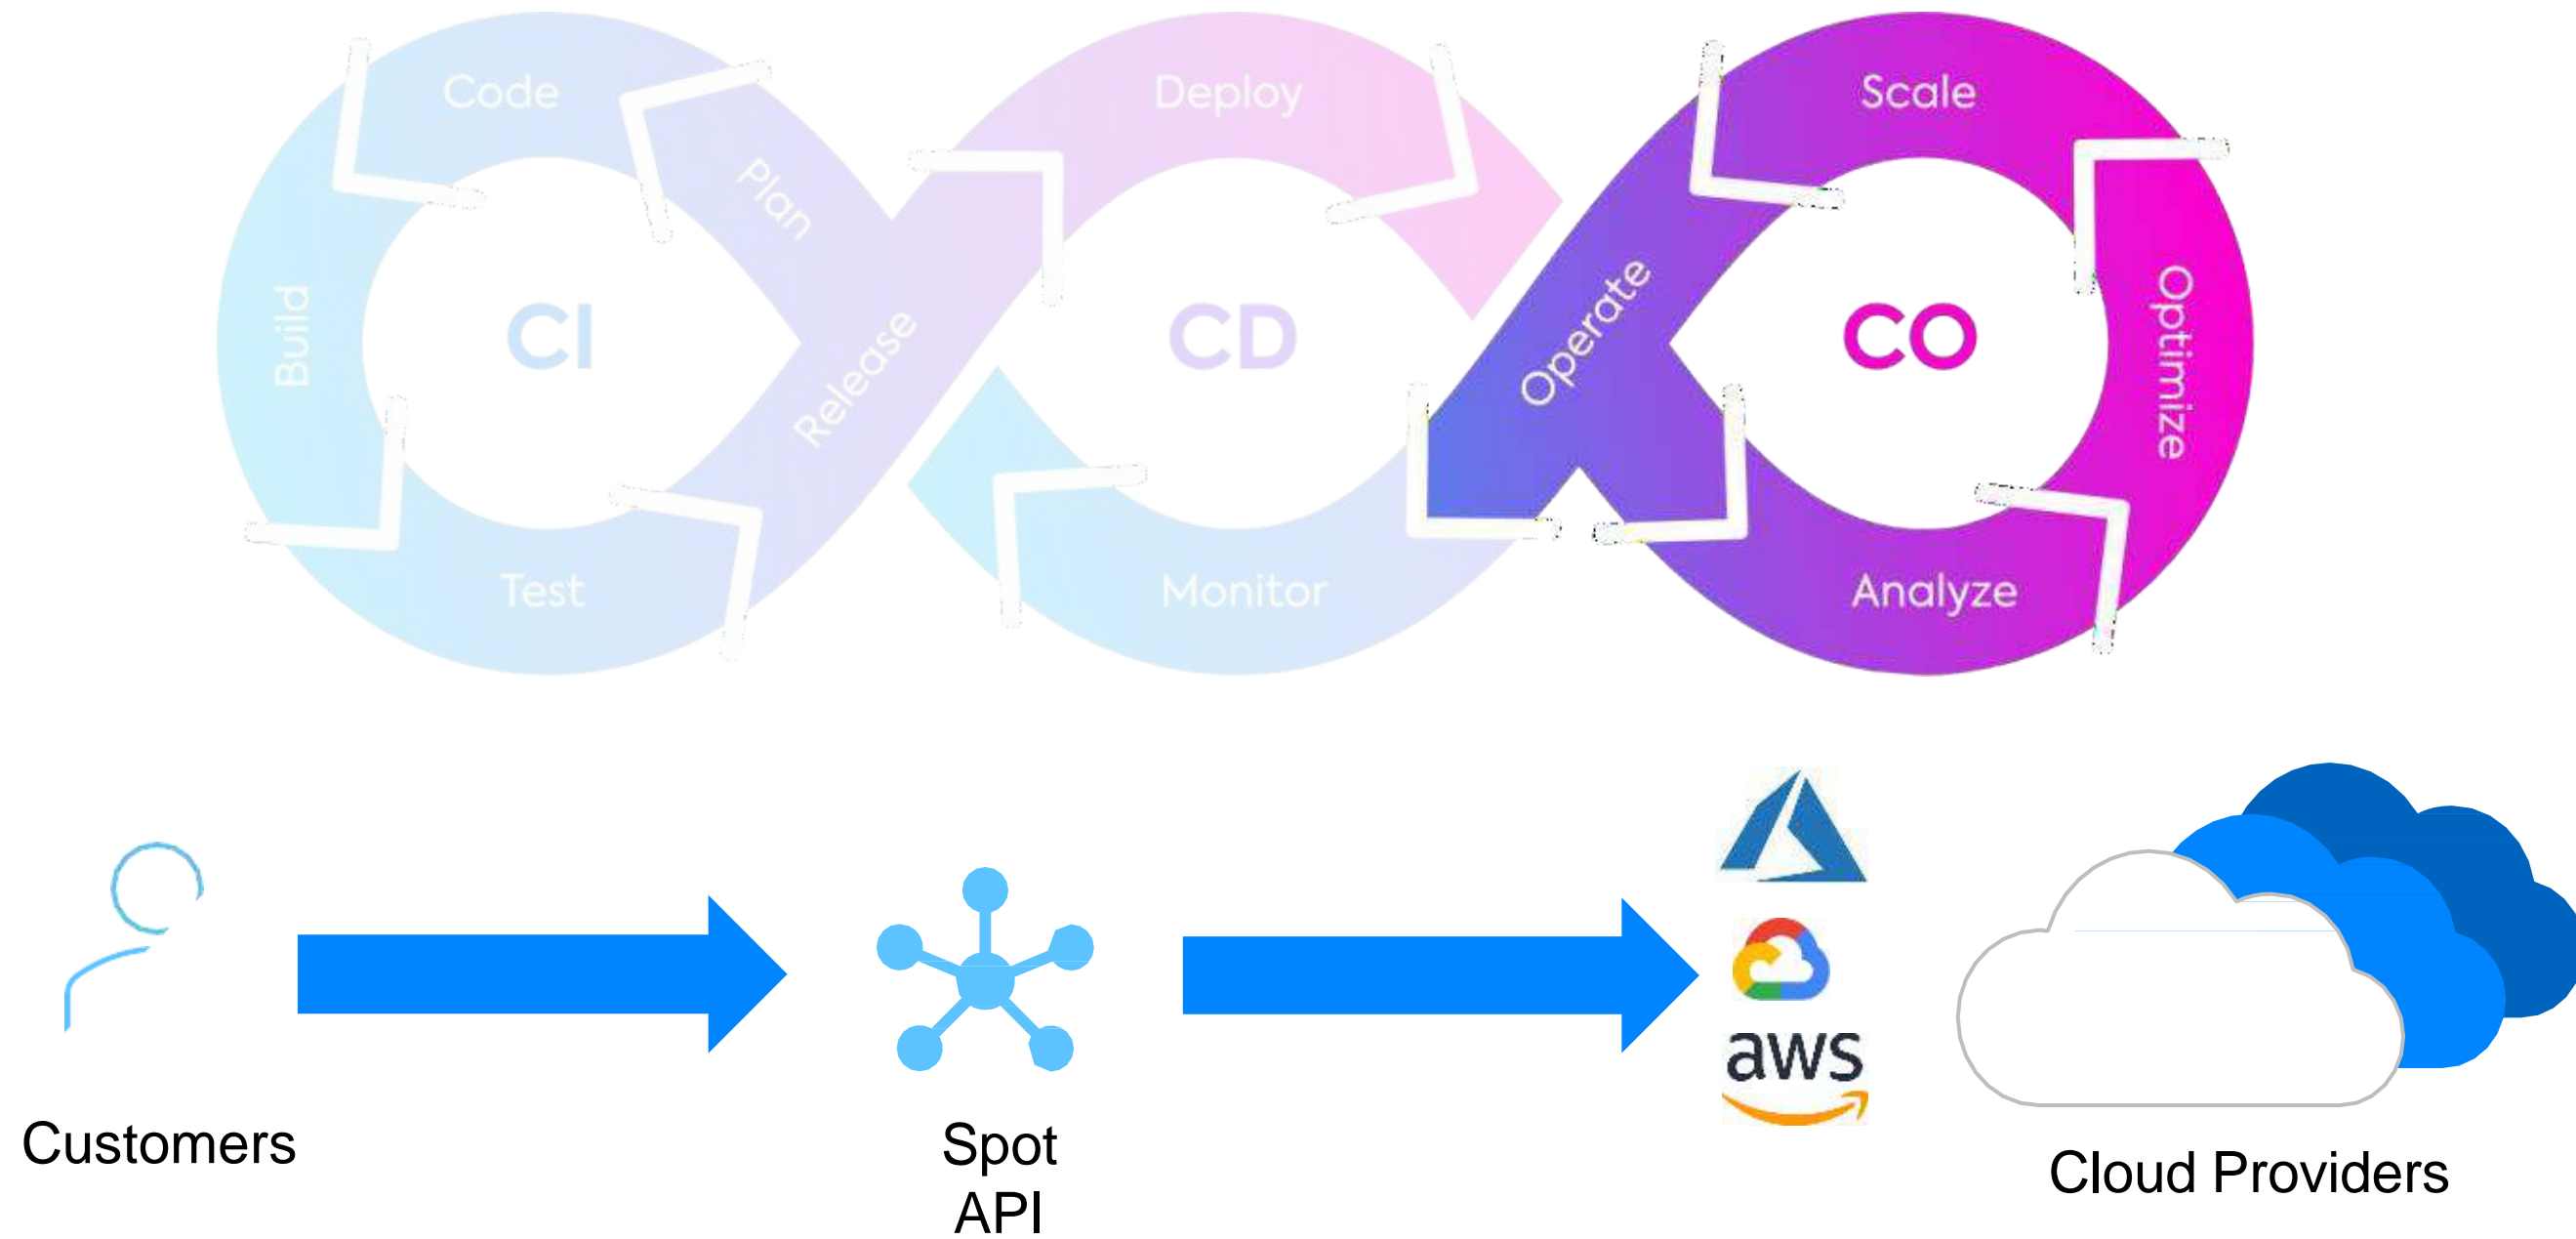 Code
Plan
Build
CI
Test
Release
Deploy
CD
Monitor
Operate
Scale
CO
Optimize
Analyze
aws
Customers
Spot
API
Cloud Providers